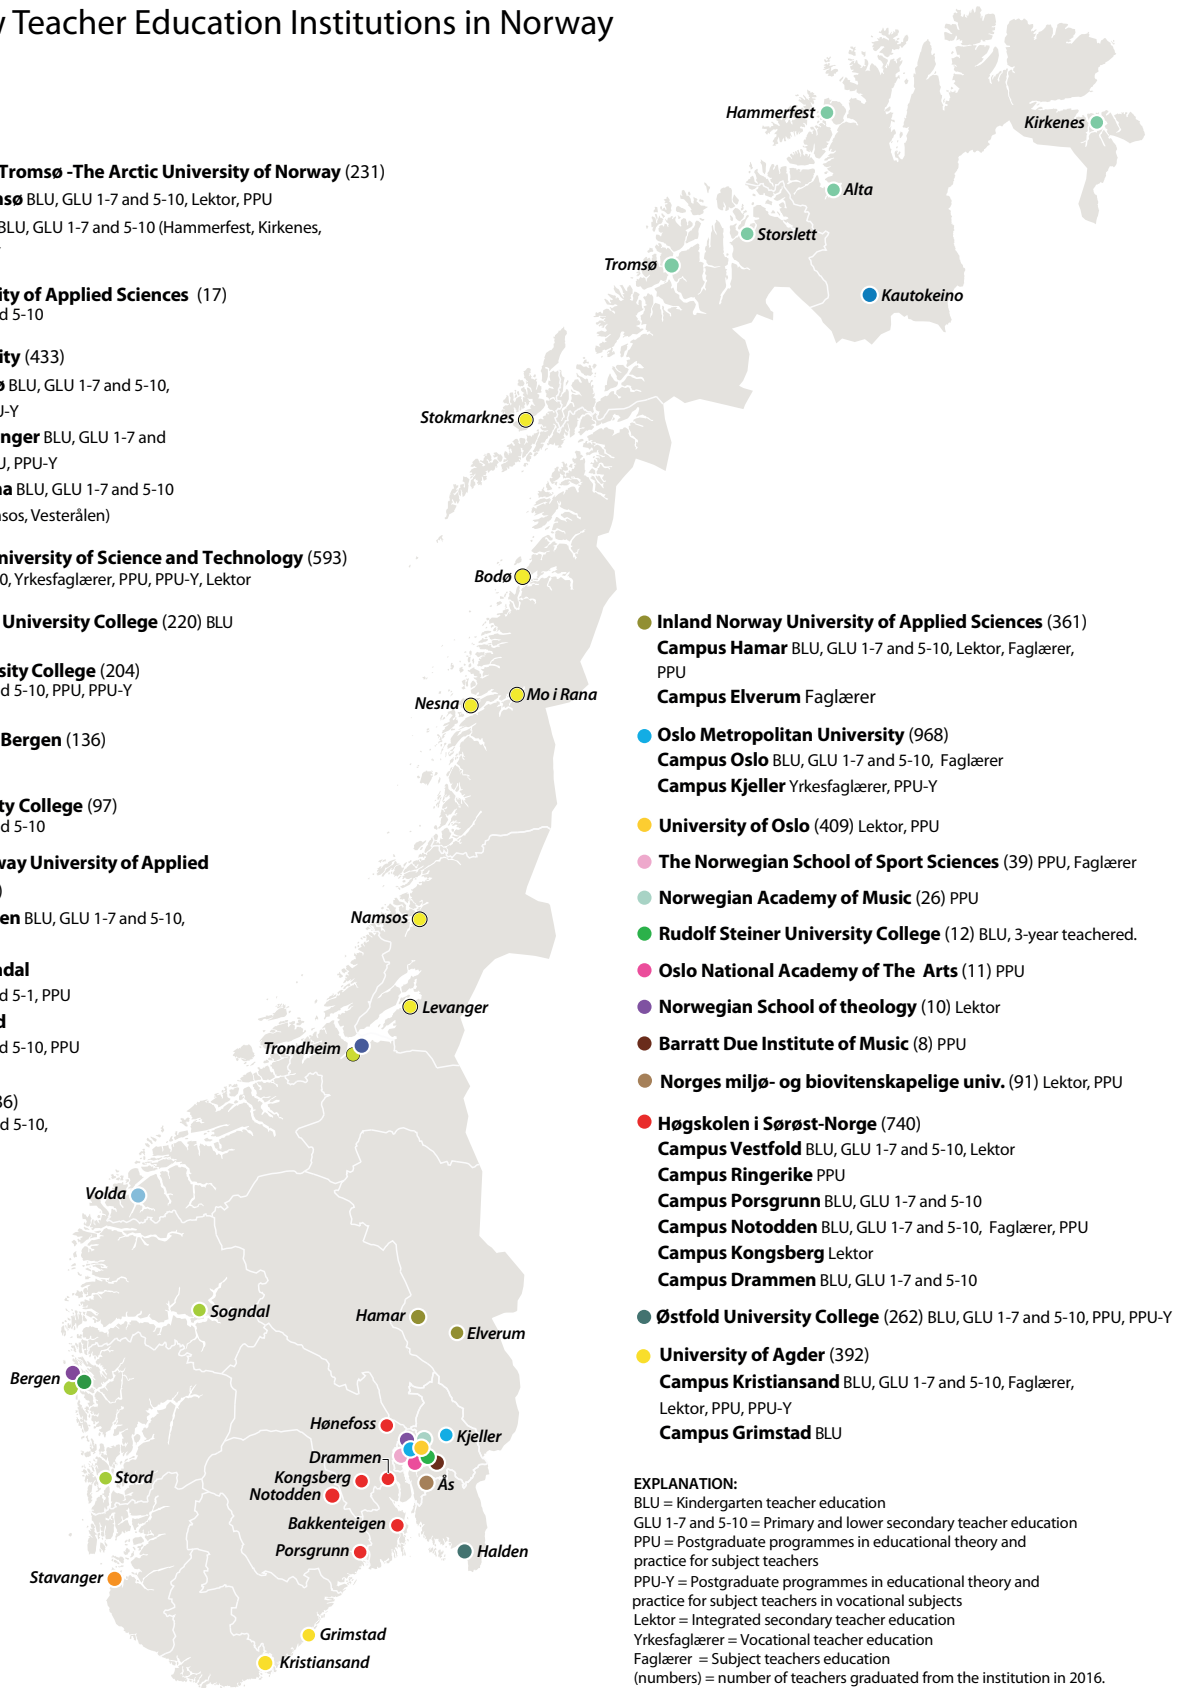 y Teacher Education Institutions in Norway
Tromsø -The Arctic University of Norway (231)
nsø BLU, GLU 1-7 and 5-10, Lektor, PPU
BLU, GLU 1-7 and 5-10 (Hammerfest, Kirkenes,
ity of Applied Sciences (17)
d 5-10
ity (433)
ø BLU, GLU 1-7 and 5-10,
U-Y
nger BLU, GLU 1-7 and
U, PPU-Y
na BLU, GLU 1-7 and 5-10
nsos, Vesterålen)
niversity of Science and Technology (593)
0, Yrkesfaglærer, PPU, PPU-Y, Lektor
University College (220) BLU
sity College (204)
d 5-10, PPU, PPU-Y
Bergen (136)
ty College (97)
d 5-10
way University of Applied
)
en BLU, GLU 1-7 and 5-10,
ndal
d 5-1, PPU
d
d 5-10, PPU
36)
d 5-10,
Hammerfest
Kirkenes
Alta
Storslett
Tromsø
Kautokeino
Stokmarknes
Bodø
Mo i Rana
Nesna
Namsos
Levanger
Trondheim
Volda
Sogndal
Hamar
Elverum
Bergen
Hønefoss
Kjeller
Drammen
Kongsberg
Stord
Ås
Notodden
Bakkenteigen
Porsgrunn
Halden
Stavanger
Grimstad
Kristiansand
Inland Norway University of Applied Sciences (361)
Campus Hamar BLU, GLU 1-7 and 5-10, Lektor, Faglærer,
PPU
Campus Elverum Faglærer
Oslo Metropolitan University (968)
Campus Oslo BLU, GLU 1-7 and 5-10, Faglærer
Campus Kjeller Yrkesfaglærer, PPU-Y
University of Oslo (409) Lektor, PPU
The Norwegian School of Sport Sciences (39) PPU, Faglærer
Norwegian Academy of Music (26) PPU
Rudolf Steiner University College (12) BLU, 3-year teachered.
Oslo National Academy of The Arts (11) PPU
Norwegian School of theology (10) Lektor
Barratt Due Institute of Music (8) PPU
Norges miljø- og biovitenskapelige univ. (91) Lektor, PPU
Høgskolen i Sørøst-Norge (740)
Campus Vestfold BLU, GLU 1-7 and 5-10, Lektor
Campus Ringerike PPU
Campus Porsgrunn BLU, GLU 1-7 and 5-10
Campus Notodden BLU, GLU 1-7 and 5-10, Faglærer, PPU
Campus Kongsberg Lektor
Campus Drammen BLU, GLU 1-7 and 5-10
Østfold University College (262) BLU, GLU 1-7 and 5-10, PPU, PPU-Y
University of Agder (392)
Campus Kristiansand BLU, GLU 1-7 and 5-10, Faglærer,
Lektor, PPU, PPU-Y
Campus Grimstad BLU
EXPLANATION:
BLU = Kindergarten teacher education
GLU 1-7 and 5-10 = Primary and lower secondary teacher education
PPU = Postgraduate programmes in educational theory and
practice for subject teachers
PPU-Y = Postgraduate programmes in educational theory and
practice for subject teachers in vocational subjects
Lektor = Integrated secondary teacher education
Yrkesfaglærer = Vocational teacher education
Faglærer = Subject teachers education
(numbers) = number of teachers graduated from the institution in 2016.